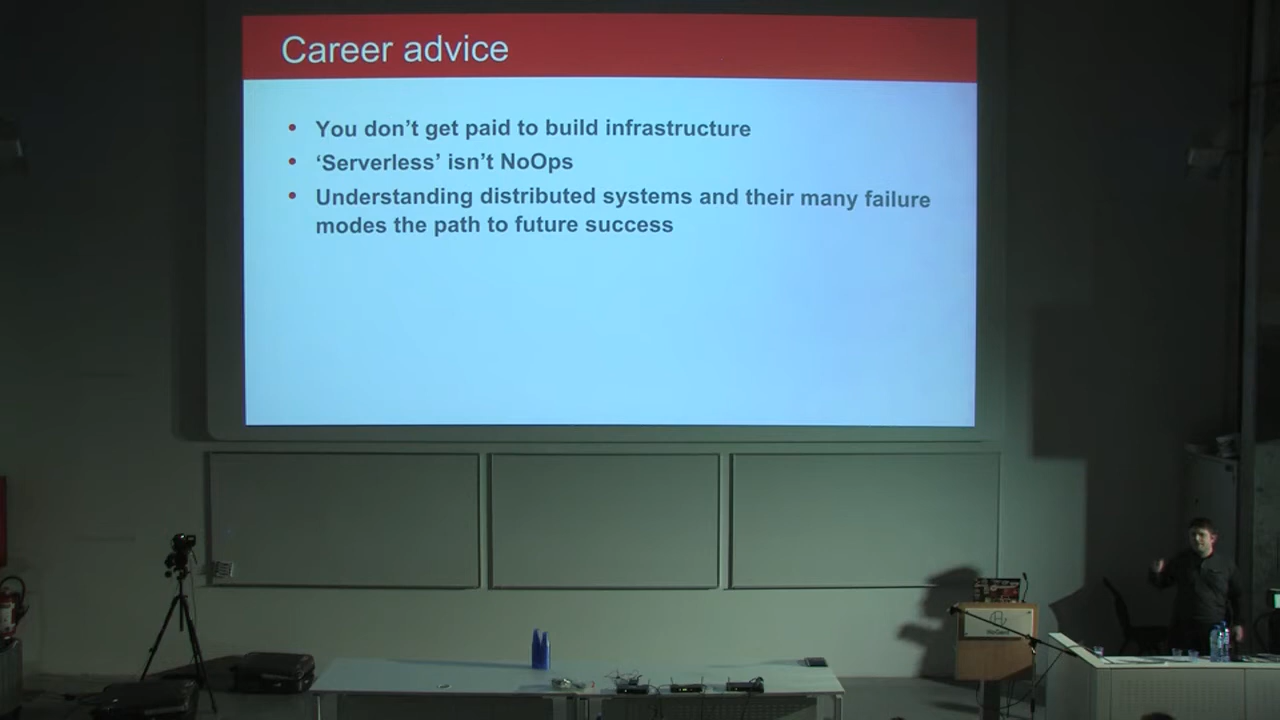 Career advice
• You don't get paid to build infrastructure
• ‘Serverless’ isn't NoOps
• Understanding distributed systems and their many failure
modes the path to future success